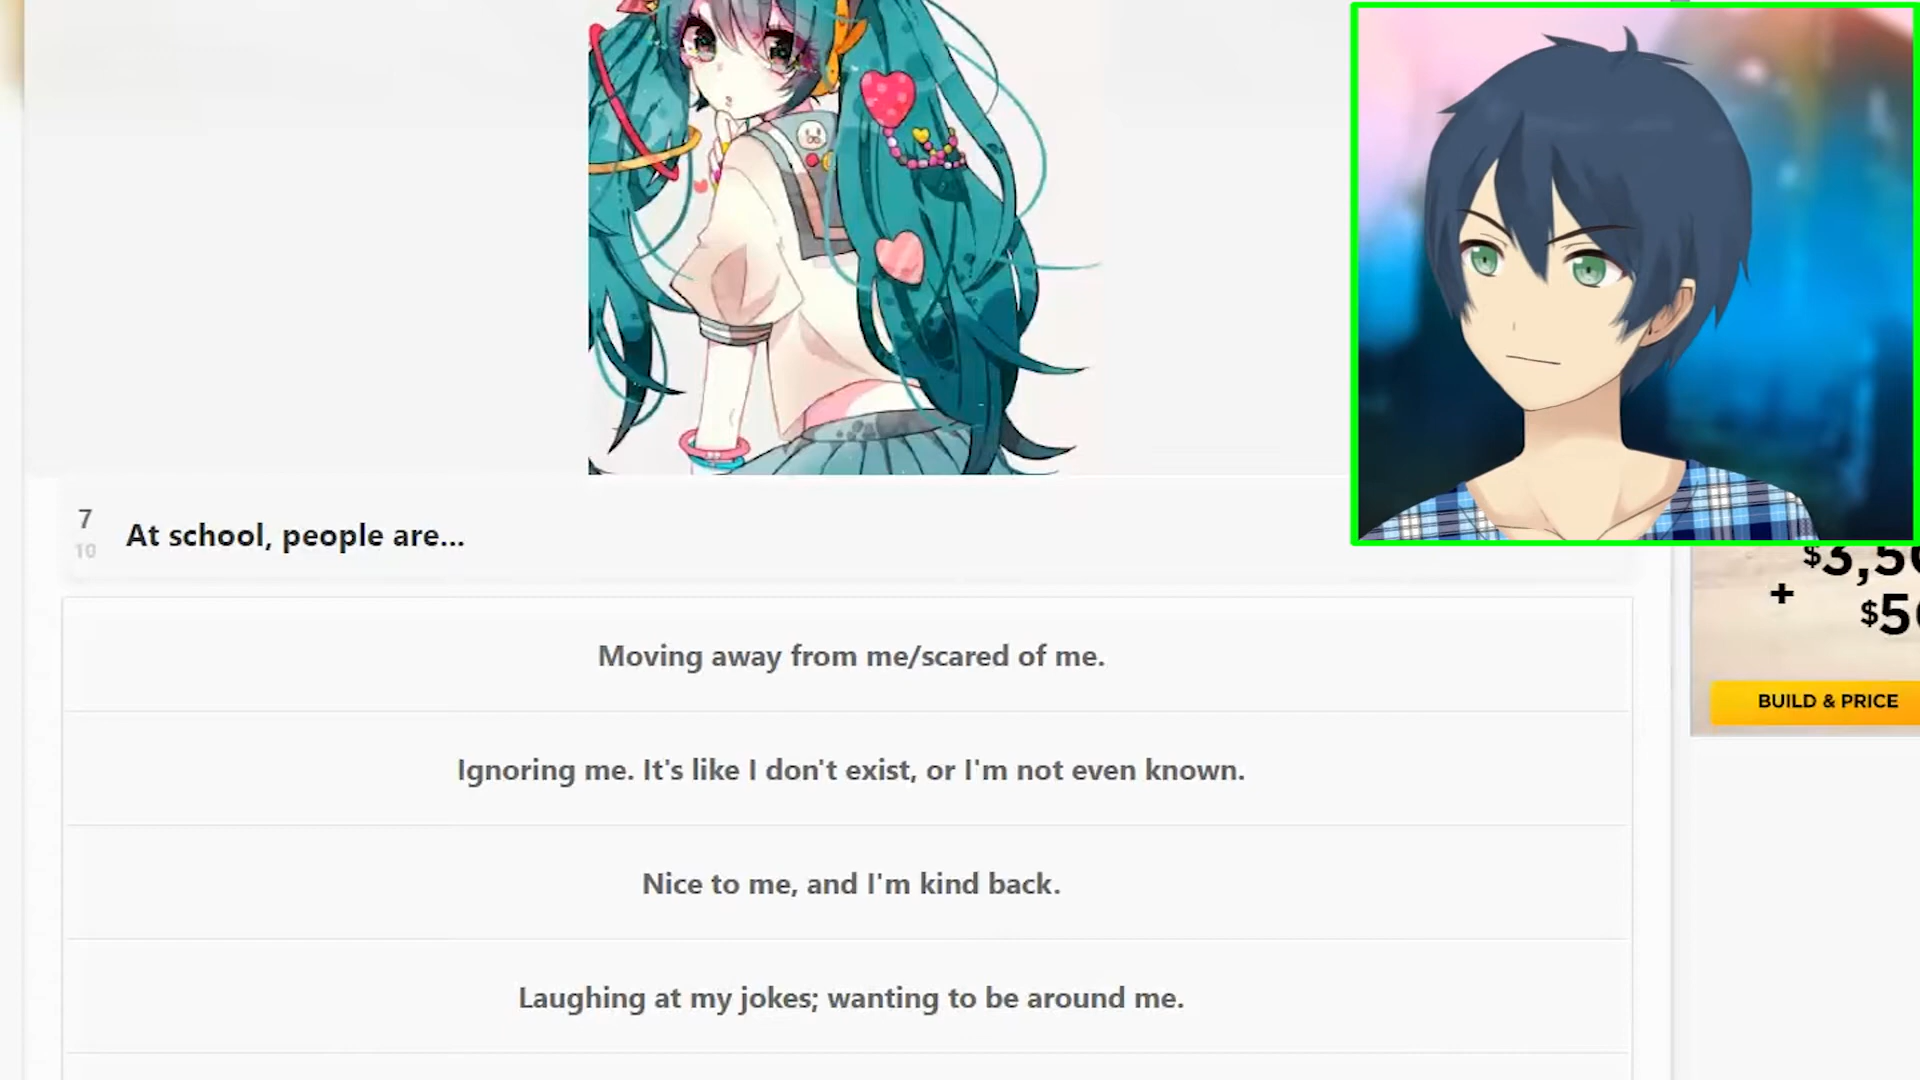 7
10
At school, people are...
Moving away from me/scared of me.
Ignoring me. It's like I don't exist, or I'm not even known.
Nice to me, and I'm kind back.
Laughing at my jokes; wanting to be around me.
+
BUILD & PRICE